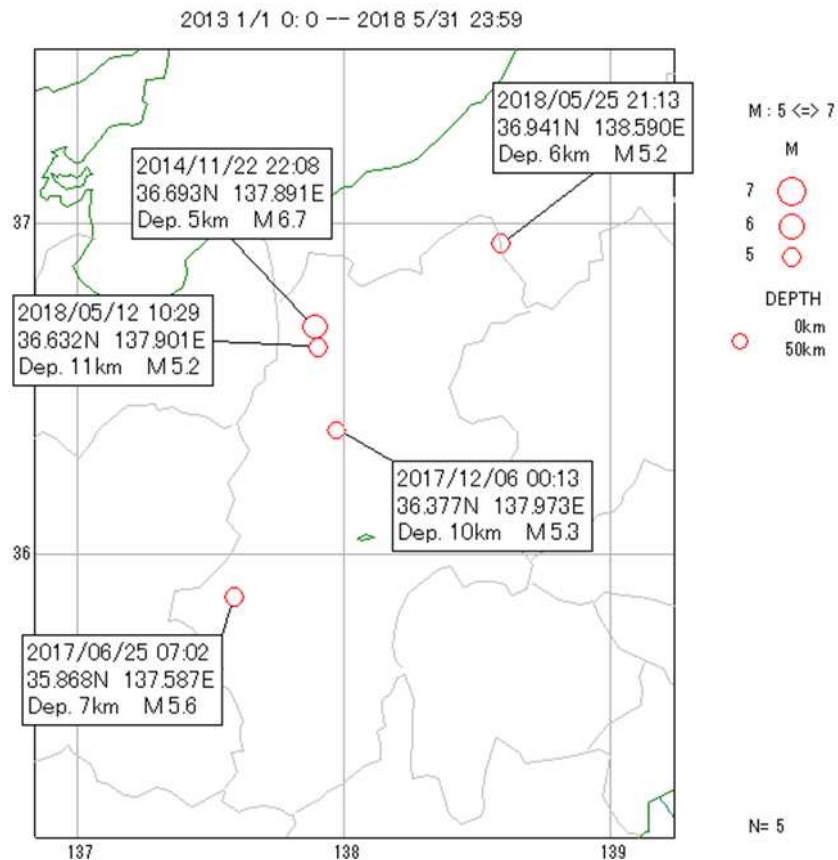 2013 1/1 0:0 -- 2018 5/31 23:59
2018/05/25 21:13
36.941N 138.590E
Dep. 6km M5.2
2014/11/22 22:08
36.693N 137.891E
Dep. 5km M6.7
2018/05/12 10:29
36.632N 137.901E
Dep. 11km M5.2
2017/12/06 00:13
36.377N 137.973E
Dep. 10km M5.3
2017/06/25 07:02
35.868N 137.587E
Dep. 7km M5.6
37
36
137
138
139
M : 5 <=> 7
M
7
6
5
DEPTH
0km
50km
N= 5